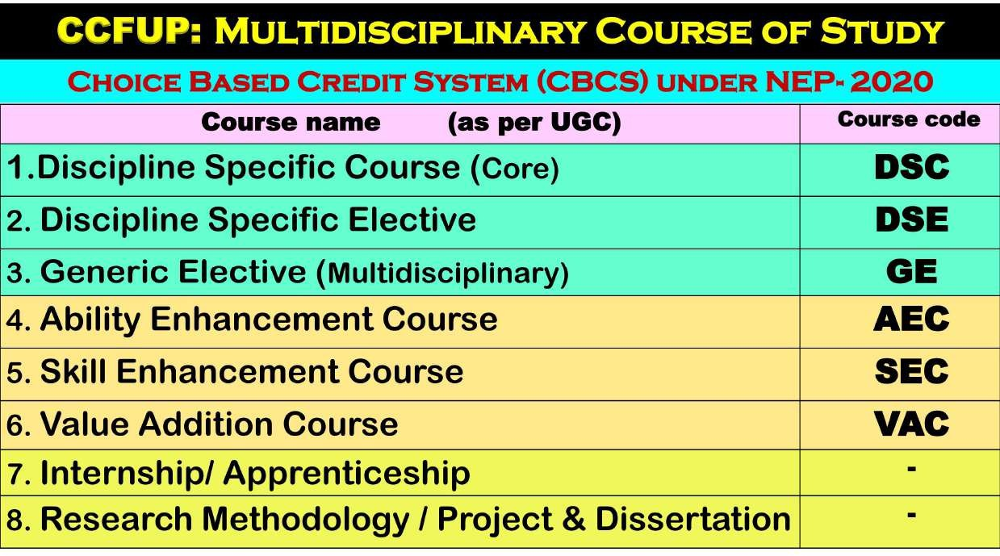 CCFUP: MULTIDISCIPLINARY COURSE OF STUDY
CHOICE BASED CREDIT SYSTEM (CBCS) UNDER NEP- 2020
Course name (as per UGC) Course code
1.Discipline Specific Course (Core) DSC
2. Discipline Specific Elective DSE
3. Generic Elective (Multidisciplinary) GE
4. Ability Enhancement Course AEC
5. Skill Enhancement Course SEC
6. Value Addition Course VAC
7. Internship/ Apprenticeship -
8. Research Methodology / Project & Dissertation -